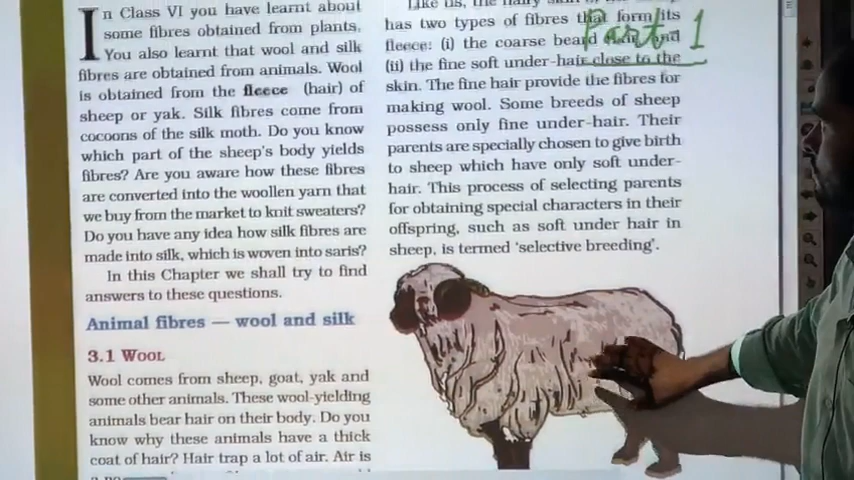 In Class VI you have learnt about
some fibres obtained from plants.
You also learnt that wool and silk
fibres are obtained from animals. Wool
is obtained from the fleece (hair) of
sheep or yak. Silk fibres come from
cocoons of the silk moth. Do you know
which part of the sheep's body yields
fibres? Are you aware how these fibres
are converted into the woollen yarn that
we buy from the market to knit sweaters?
Do you have any idea how silk fibres are
made into silk, which is woven into saris?
In this Chapter we shall try to find
answers to these questions.
Animal fibres — wool and silk
3.1 WOOL
Wool comes from sheep, goat, yak and
some other animals. These wool-yielding
animals bear hair on their body. Do you
know why these animals have a thick
coat of hair? Hair trap a lot of air. Air is
Like us, the hairy skin
has two types of fibres that form its
fleece: (i) the coarse beard hair, and
(ii) the fine soft under-hair close to the
skin. The fine hair provide the fibres for
making wool. Some breeds of sheep
possess only fine under-hair. Their
parents are specially chosen to give birth
to sheep which have only soft under-
hair. This process of selecting parents
for obtaining special characters in their
offspring, such as soft under hair in
sheep, is termed 'selective breeding'.
Part 1